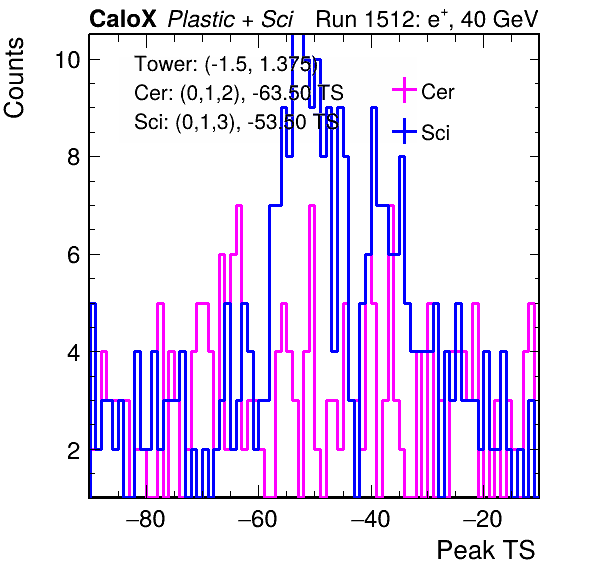 CaloX Plastic + Sci Run 1512: e+, 40 GeV
Counts
Tower: (-1.5, 1.375)
Cer: (0,1,2), -63.50 TS
Sci: (0,1,3), -53.50 TS
Cer
Sci
10
8
6
4
2
−80 −60 −40 −20
Peak TS